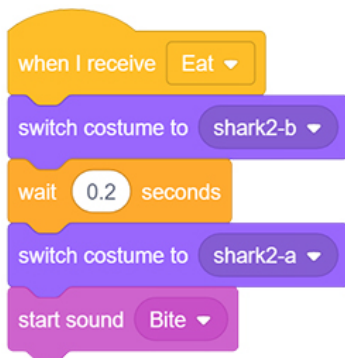 when I receive Eat
switch costume to shark2-b
wait 0.2 seconds
switch costume to shark2-a
start sound Bite